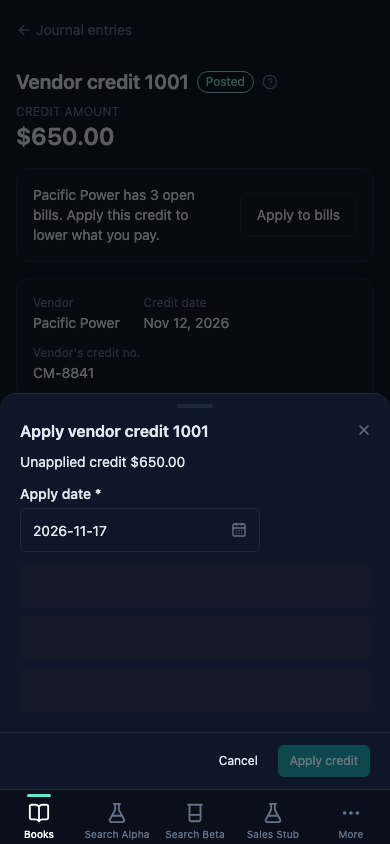 Journal entries
Vendor credit 1001 Posted
CREDIT AMOUNT
$650.00
Pacific Power has 3 open
bills. Apply this credit to
lower what you pay.
Apply to bills
Vendor Credit date
Pacific Power Nov 12, 2026
Vendor's credit no.
CM-8841
Apply vendor credit 1001
Unapplied credit $650.00
Apply date *
2026-11-17
Cancel Apply credit
Books Search Alpha Search Beta Sales Stub More